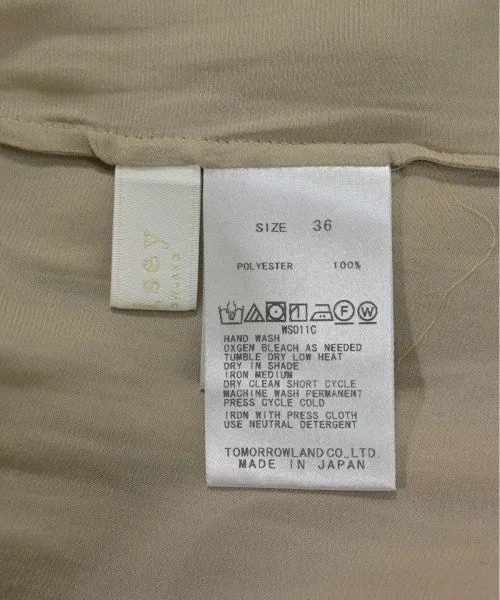 SIZE 36
POLYESTER 100%
WS011C
HAND WASH
OXGEN BLEACH AS NEEDED
TUMBLE DRY LOW HEAT
DRY IN SHADE
IRON MEDIUM
DRY CLEAN SHORT CYCLE
MACHINE WASH PERMANENT
PRESS CYCLE COLD
IRON WITH PRESS CLOTH
USE NEUTRAL DETERGENT
TOMORROWLAND CO.,LTD.
MADE IN JAPAN